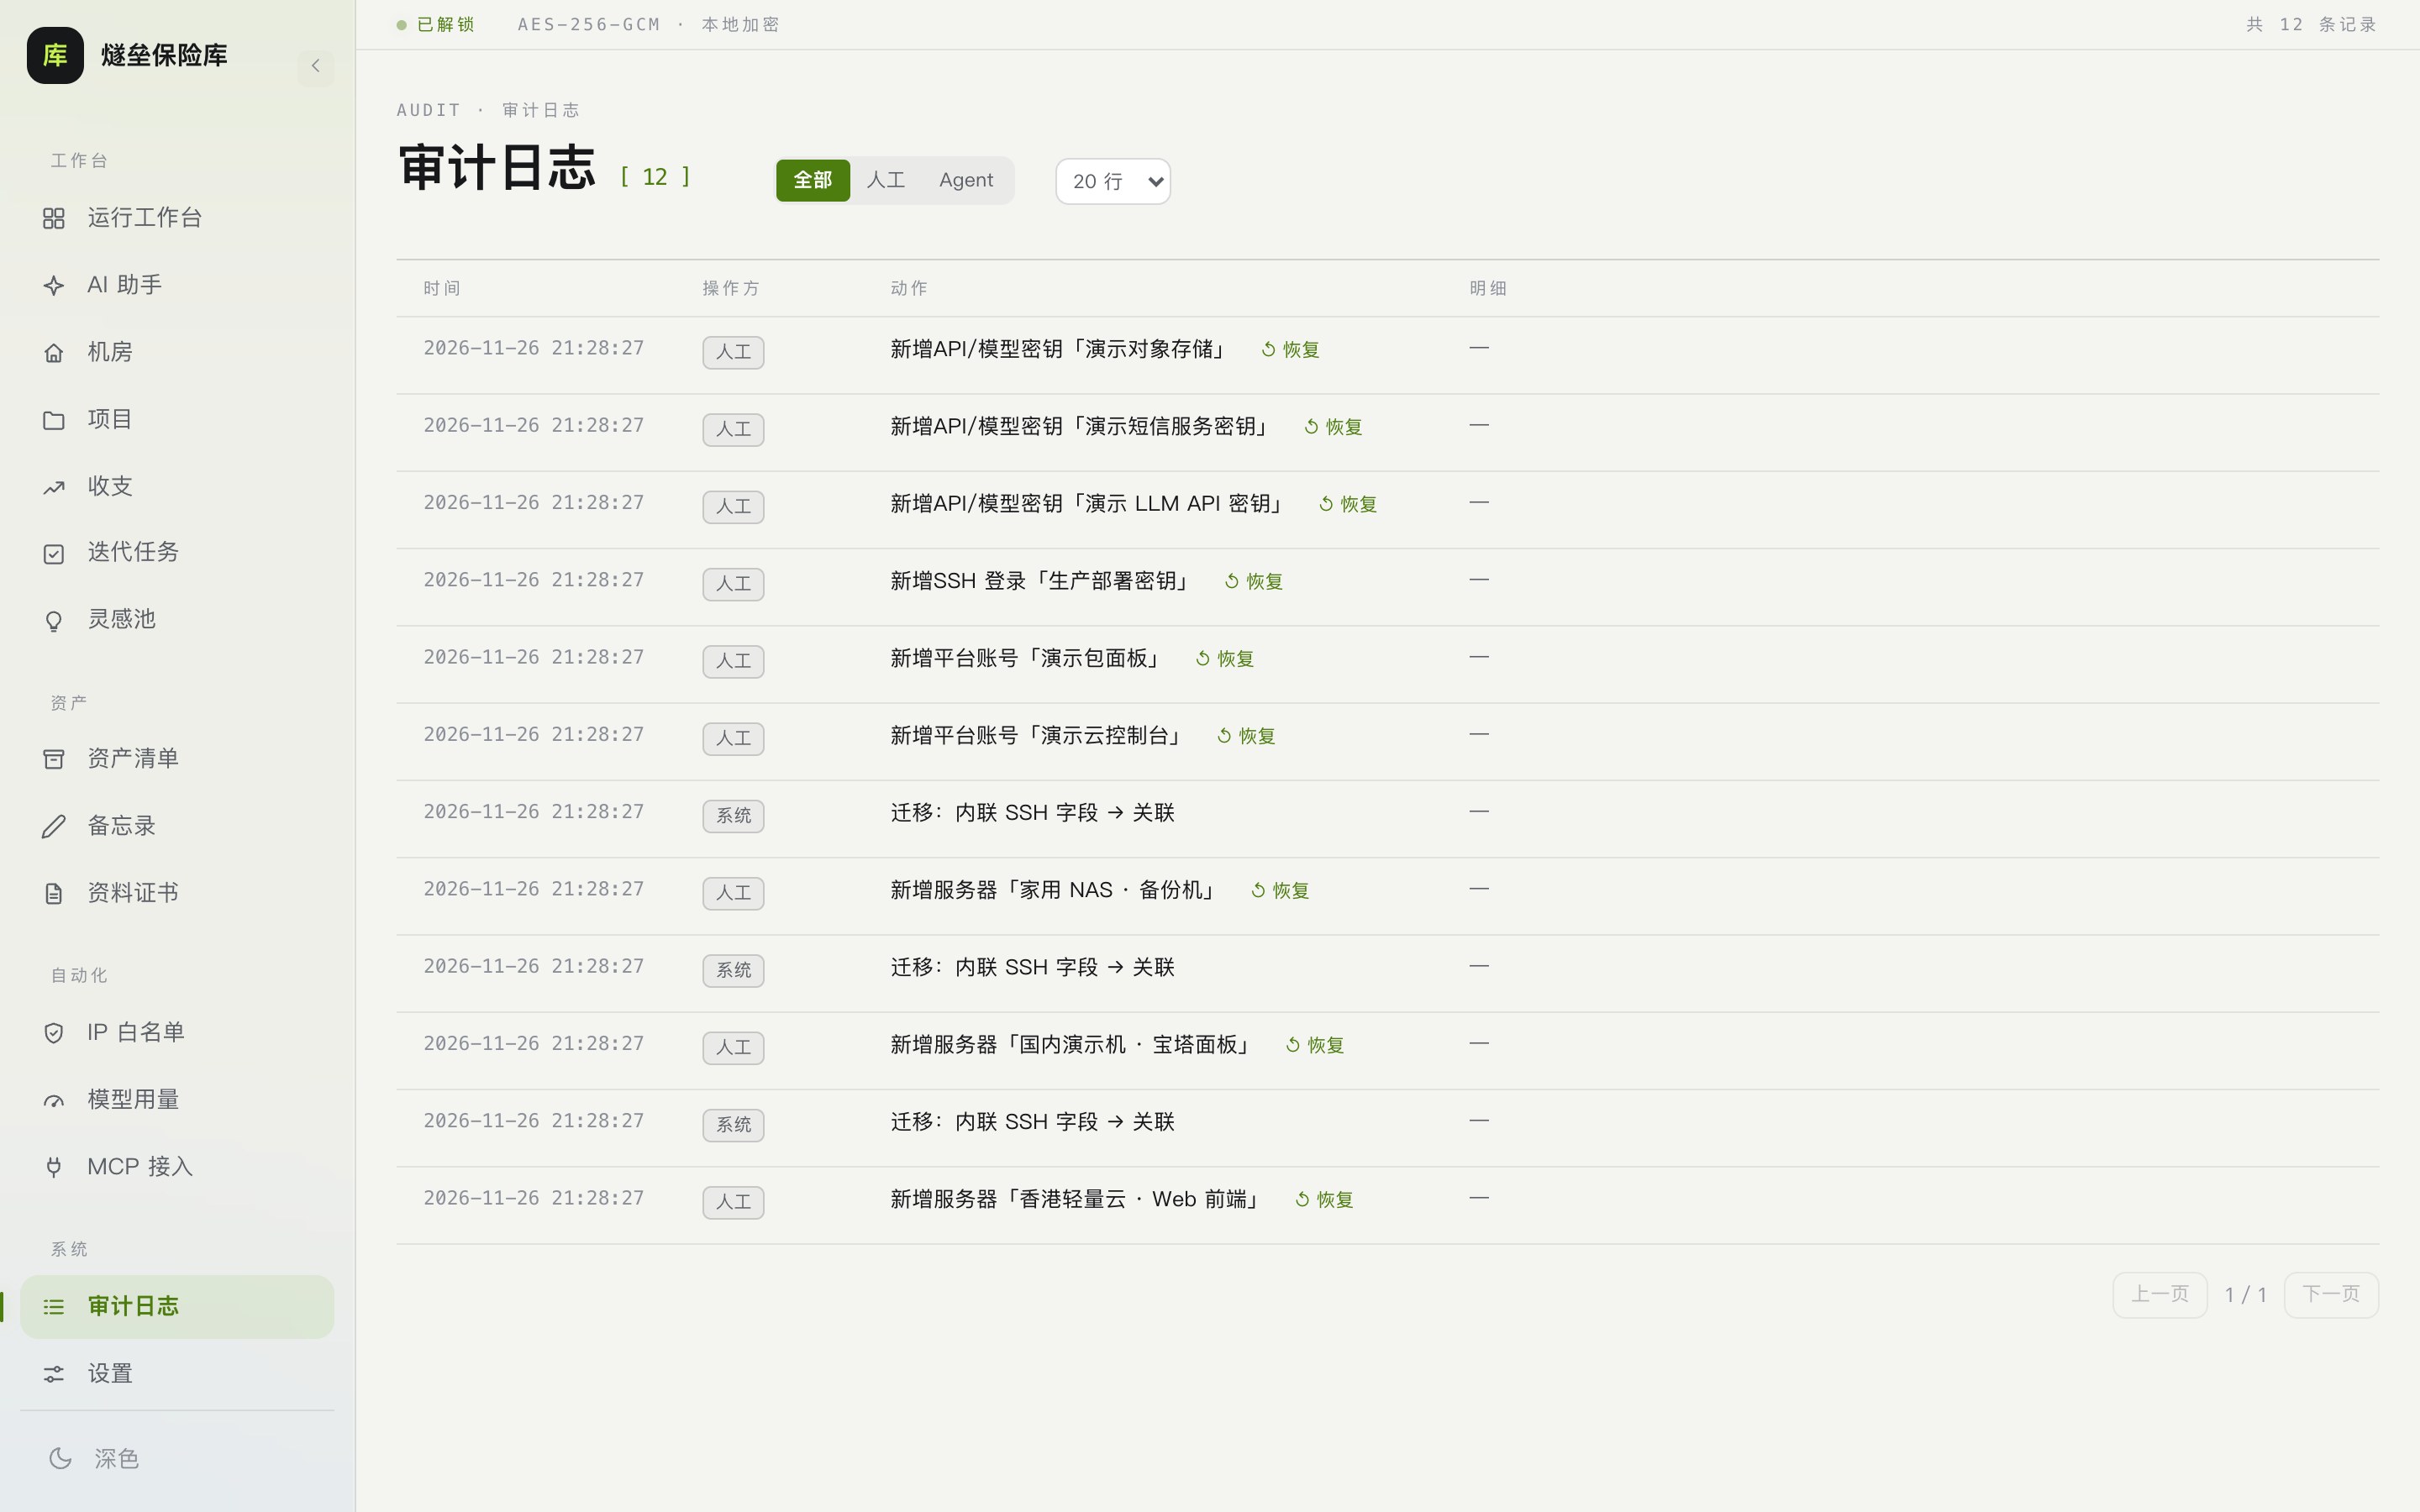 库 燧垒保险库
工作台
运行工作台
AI 助手
机房
项目
收支
迭代任务
灵感池
资产
资产清单
备忘录
资料证书
自动化
IP 白名单
模型用量
MCP 接入
系统
审计日志
设置
深色
已解锁 AES-256-GCM · 本地加密 共 12 条记录
AUDIT · 审计日志
审计日志 [ 12 ] 全部 人工 Agent 20 行
时间 操作方 动作 明细
2026-11-26 21:28:27 人工 新增API/模型密钥「演示对象存储」 恢复 —
2026-11-26 21:28:27 人工 新增API/模型密钥「演示短信服务密钥」 恢复 —
2026-11-26 21:28:27 人工 新增API/模型密钥「演示 LLM API 密钥」 恢复 —
2026-11-26 21:28:27 人工 新增SSH 登录「生产部署密钥」 恢复 —
2026-11-26 21:28:27 人工 新增平台账号「演示包面板」 恢复 —
2026-11-26 21:28:27 人工 新增平台账号「演示云控制台」 恢复 —
2026-11-26 21:28:27 系统 迁移：内联 SSH 字段 → 关联 —
2026-11-26 21:28:27 人工 新增服务器「家用 NAS · 备份机」 恢复 —
2026-11-26 21:28:27 系统 迁移：内联 SSH 字段 → 关联 —
2026-11-26 21:28:27 人工 新增服务器「国内演示机 · 宝塔面板」 恢复 —
2026-11-26 21:28:27 系统 迁移：内联 SSH 字段 → 关联 —
2026-11-26 21:28:27 人工 新增服务器「香港轻量云 · Web 前端」 恢复 —
上一页 1 / 1 下一页